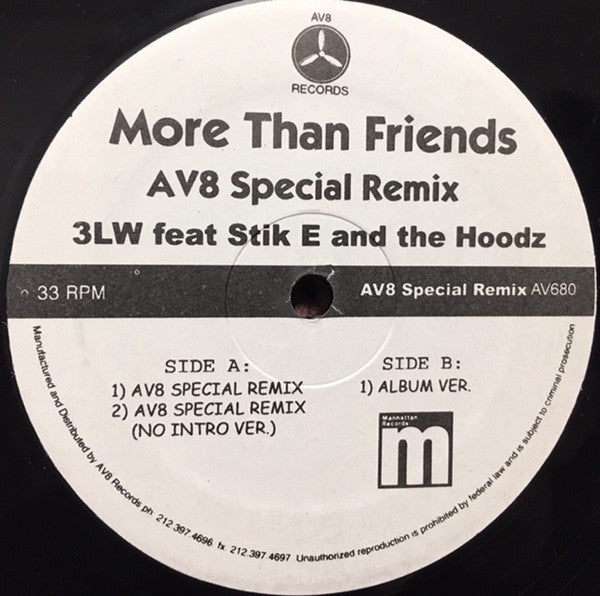 AV8
RECORDS
More Than Friends
AV8 Special Remix
3LW feat Stik E and the Hoodz
33 RPM
AV8 Special Remix AV680
SIDE A:
1) AV8 SPECIAL REMIX
2) AV8 SPECIAL REMIX
(NO INTRO VER.)
SIDE B:
1) ALBUM VER.
Manhattan
Records
m
Manufactured and Distributed by AV8 Records ph 212.397.4696 fx 212.397.4697 Unauthorized reproduction is prohibited by federal law and is subject to criminal prosecution